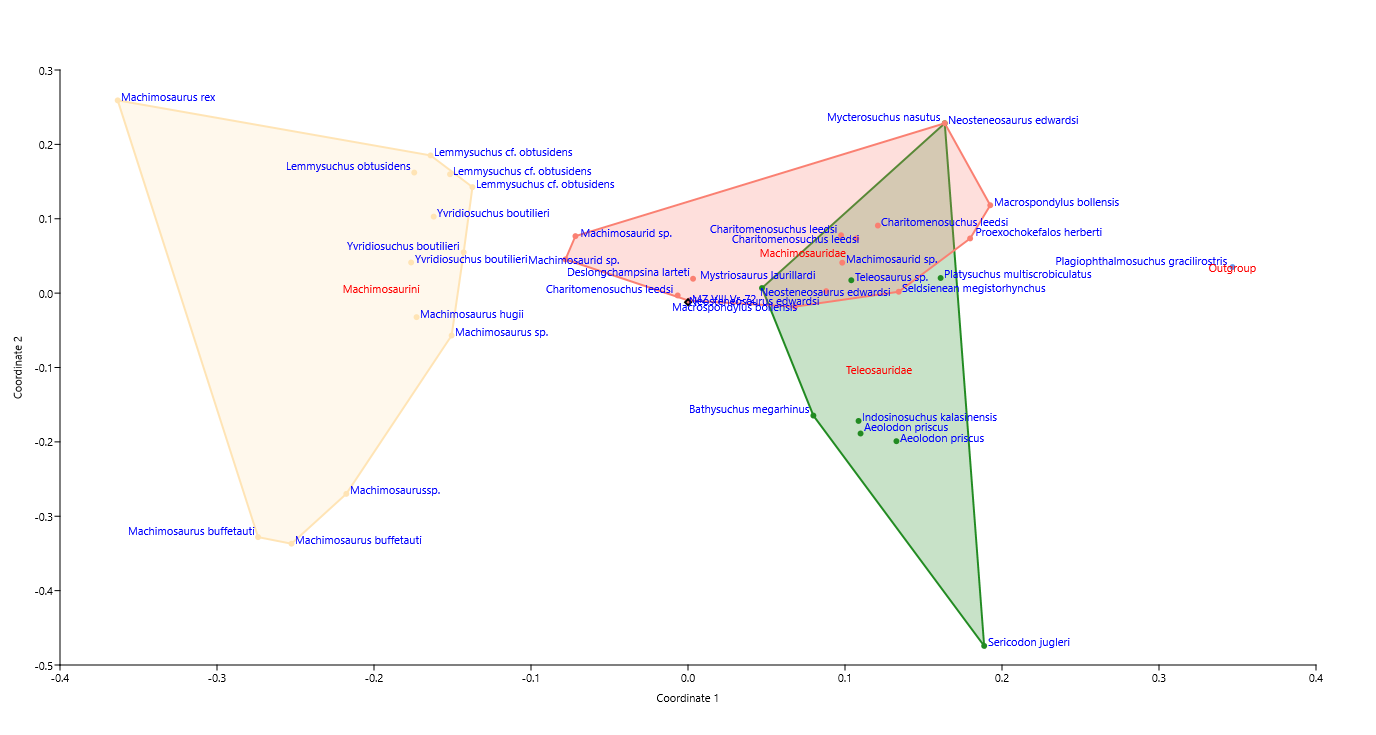 0.3
Machimosaurus rex
0.2
Mycterosuchus nasutus
Neosteneosaurus edwardsi
Lemmysuchus cf. obtusidens
Lemmysuchus obtusidens
Lemmysuchus cf. obtusidens
Lemmysuchus cf. obtusidens
Macrospondylus bollensis
0.1
Yvridiosuchus boutilieri
Charitomenosuchus leedsi
Charitomenosuchus leedsi
Machimosaurid sp.
Proexochokefalos herberti
Charitomenosuchus leedsi
Yvridiosuchus boutilieri
Machimosauridae
Yvridiosuchus boutilieri
Machimosaurid sp.
Machimosaurid sp.
Plagiophthalmosuchus gracilirostris
Outgroup
Deslongchampsina larteti
Mystriosaurus laurillardi
Teleosaurus sp.
Platysuchus multiscrobiculatus
0.0
Machimosaurini
Charitomenosuchus leedsi
Neosteneosaurus edwardsi
Seldsienean megistorhynchus
Neosteneosaurus edwardsi
Macrospondylus bollensis
Machimosaurus hugii
Machimosaurus sp.
-0.1
Teleosauridae
Coordinate 2
Bathysuchus megarhinus
Indosinosuchus kalasinensis
Aeolodon priscus
Aeolodon priscus
-0.2
Machimosaurussp.
-0.3
Machimosaurus buffetauti
Machimosaurus buffetauti
-0.4
Sericodon jugleri
-0.5
-0.4 -0.3 -0.2 -0.1 0.0 0.1 0.2 0.3 0.4
Coordinate 1